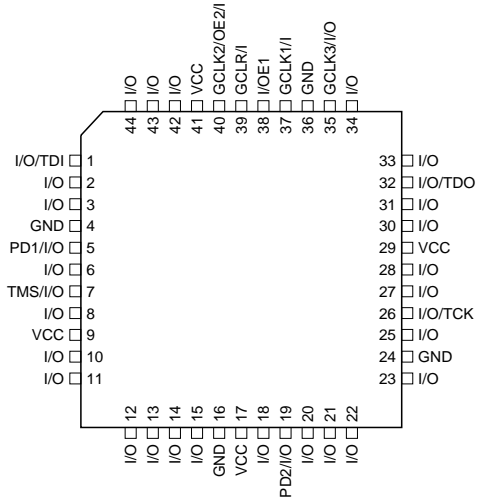 I/O
I/O
I/O
VCC
GCLK2/OE2/I
GCLR/I
I/OE1
GCLK1/I
GND
GCLK3/I/O
I/O
44
43
42
41
40
39
38
37
36
35
34
I/O/TDI 1
I/O 2
I/O 3
GND 4
PD1/I/O 5
I/O 6
TMS/I/O 7
I/O 8
VCC 9
I/O 10
I/O 11
33 I/O
32 I/O/TDO
31 I/O
30 I/O
29 VCC
28 I/O
27 I/O
26 I/O/TCK
25 I/O
24 GND
23 I/O
12
13
14
15
16
17
18
19
20
21
22
I/O
I/O
I/O
I/O
GND
VCC
I/O
PD2/I/O
I/O
I/O
I/O